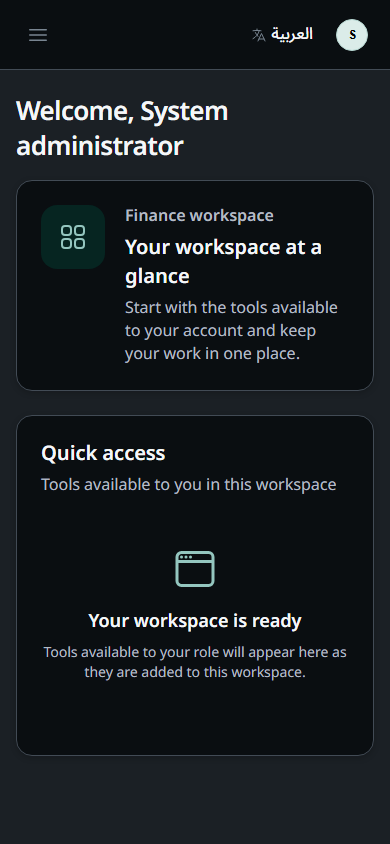 العربية
S
Welcome, System
administrator
Finance workspace
Your workspace at a
glance
Start with the tools available
to your account and keep
your work in one place.
Quick access
Tools available to you in this workspace
Your workspace is ready
Tools available to your role will appear here as
they are added to this workspace.